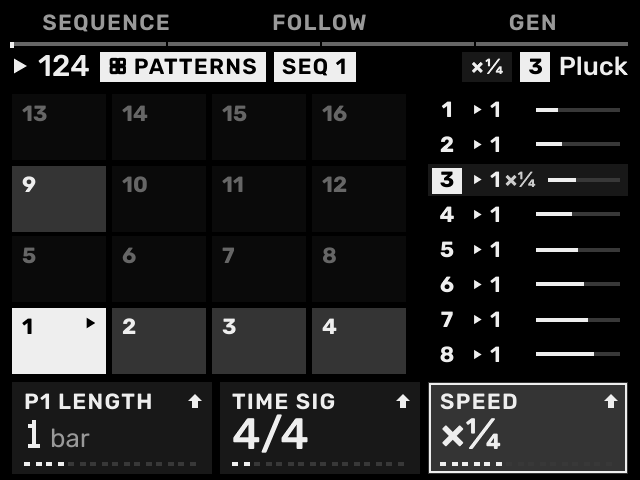 SEQUENCE FOLLOW GEN
124 PATTERNS SEQ 1 ×¼ 3 Pluck
13 14 15 16
9 10 11 12
5 6 7 8
1 2 3 4
1 1
2 1
3 1 ×¼
4 1
5 1
6 1
7 1
8 1
P1 LENGTH
1 bar
TIME SIG
4/4
SPEED
×¼